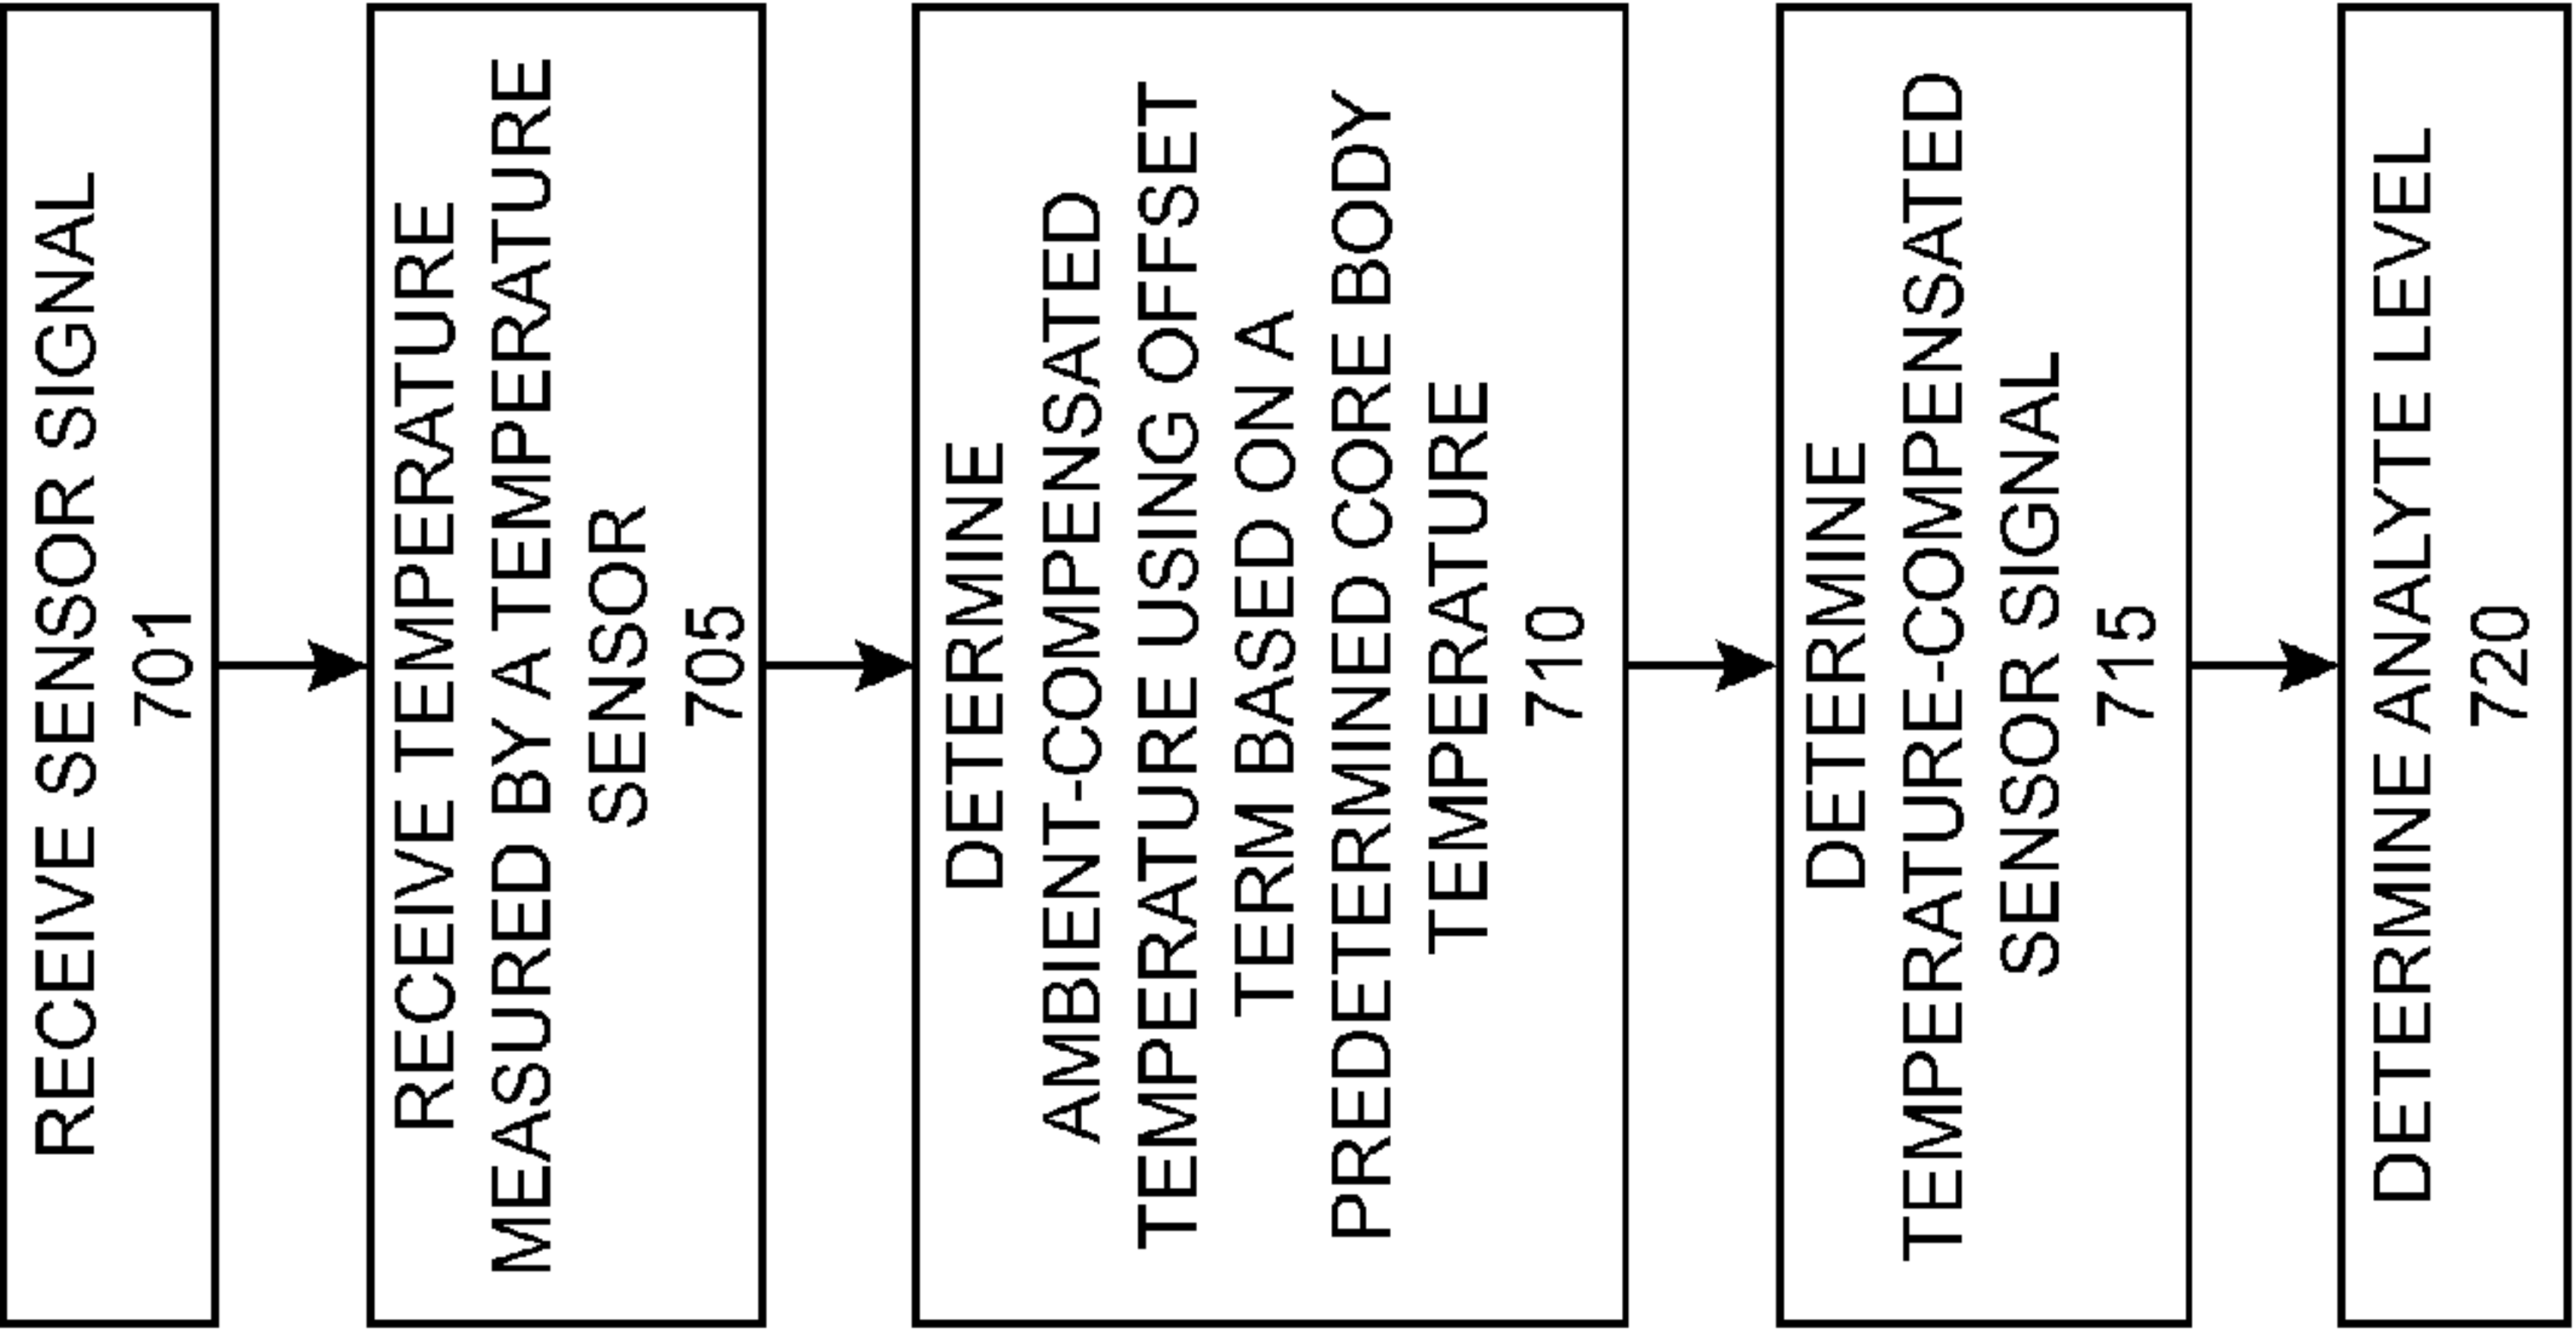 RECEIVE SENSOR SIGNAL
701
RECEIVE TEMPERATURE
MEASURED BY A TEMPERATURE
SENSOR
705
DETERMINE
AMBIENT-COMPENSATED
TEMPERATURE USING OFFSET
TERM BASED ON A
PREDETERMINED CORE BODY
TEMPERATURE
710
DETERMINE
TEMPERATURE-COMPENSATED
SENSOR SIGNAL
715
DETERMINE ANALYTE LEVEL
720